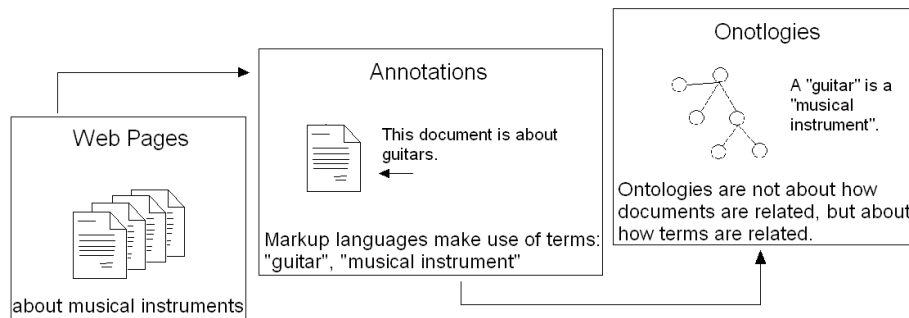 Web Pages
about musical instruments
Annotations
This document is about
guitars.
Markup languages make use of terms:
"guitar", "musical instrument"
Onotlogies
A "guitar" is a
"musical
instrument".
Ontologies are not about how
documents are related, but about
how terms are related.